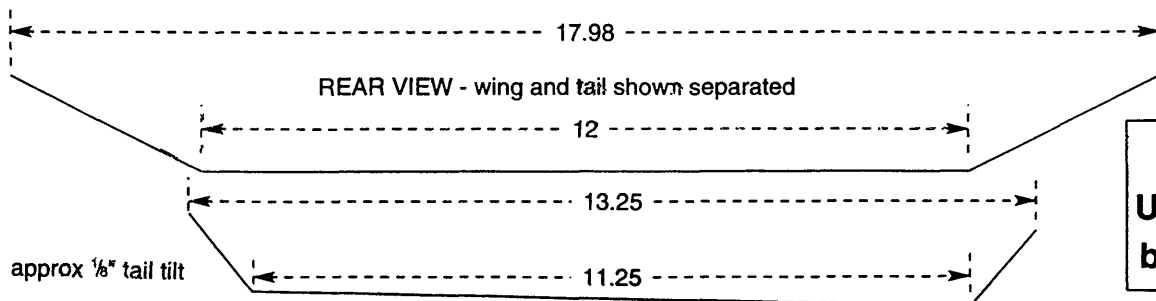 17.98
REAR VIEW - wing and tail shown separated
12
13.25
approx ⅛" tail tilt
11.25
U
b